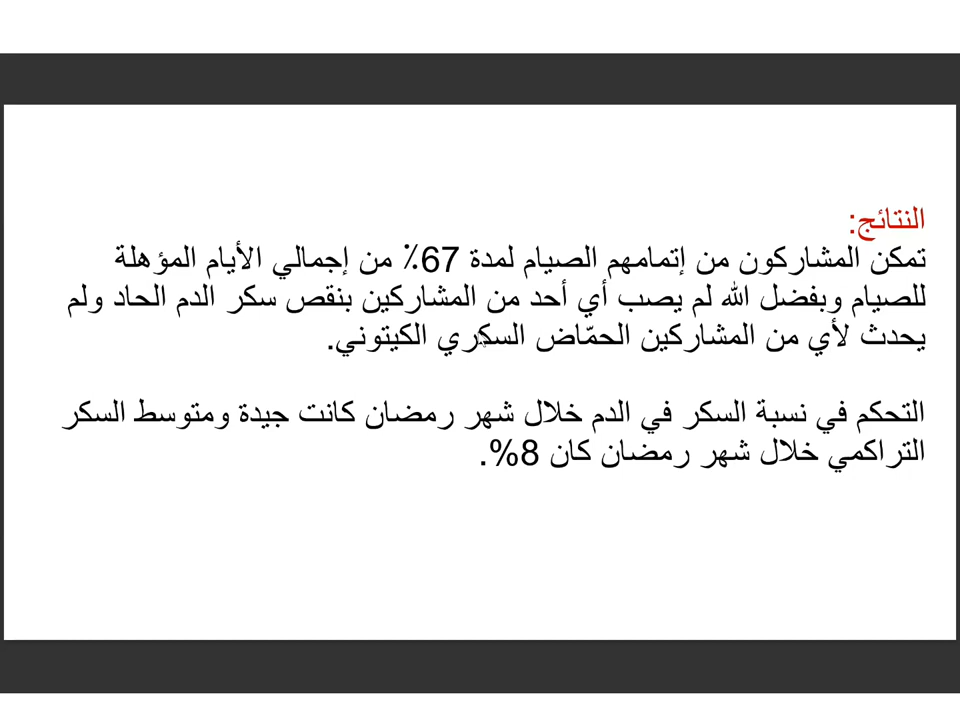 النتائج:
تمكن المشاركون من إتمامهم الصيام لمدة 67٪ من إجمالي الأيام المؤهلة
للصيام وبفضل الله لم يصب أي أحد من المشاركين بنقص سكر الدم الحاد ولم
يحدث لأي من المشاركين الحمّاض السكري الكيتوني.
التحكم في نسبة السكر في الدم خلال شهر رمضان كانت جيدة ومتوسط السكر
التراكمي خلال شهر رمضان كان 8%.